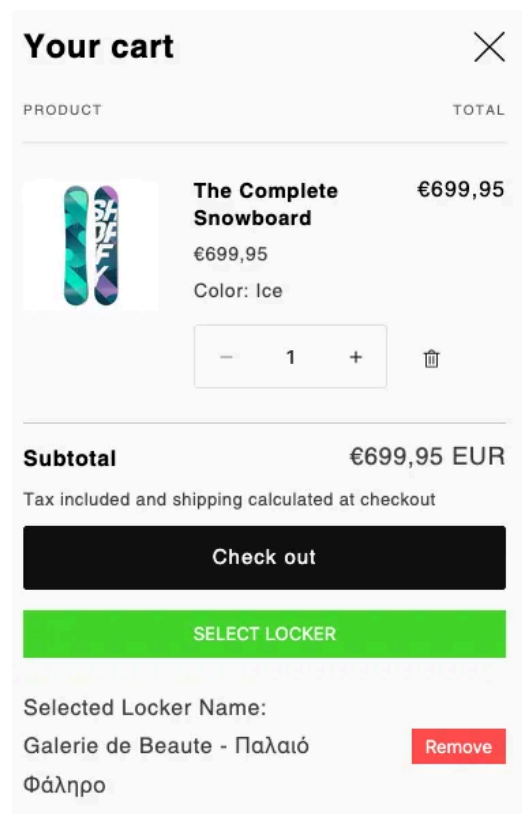 Your cart
PRODUCT TOTAL
The Complete €699,95
Snowboard
€699,95
Color: Ice
− 1 +
Subtotal €699,95 EUR
Tax included and shipping calculated at checkout
Check out
SELECT LOCKER
Selected Locker Name:
Galerie de Beaute - Παλαιό Remove
Φάληρο